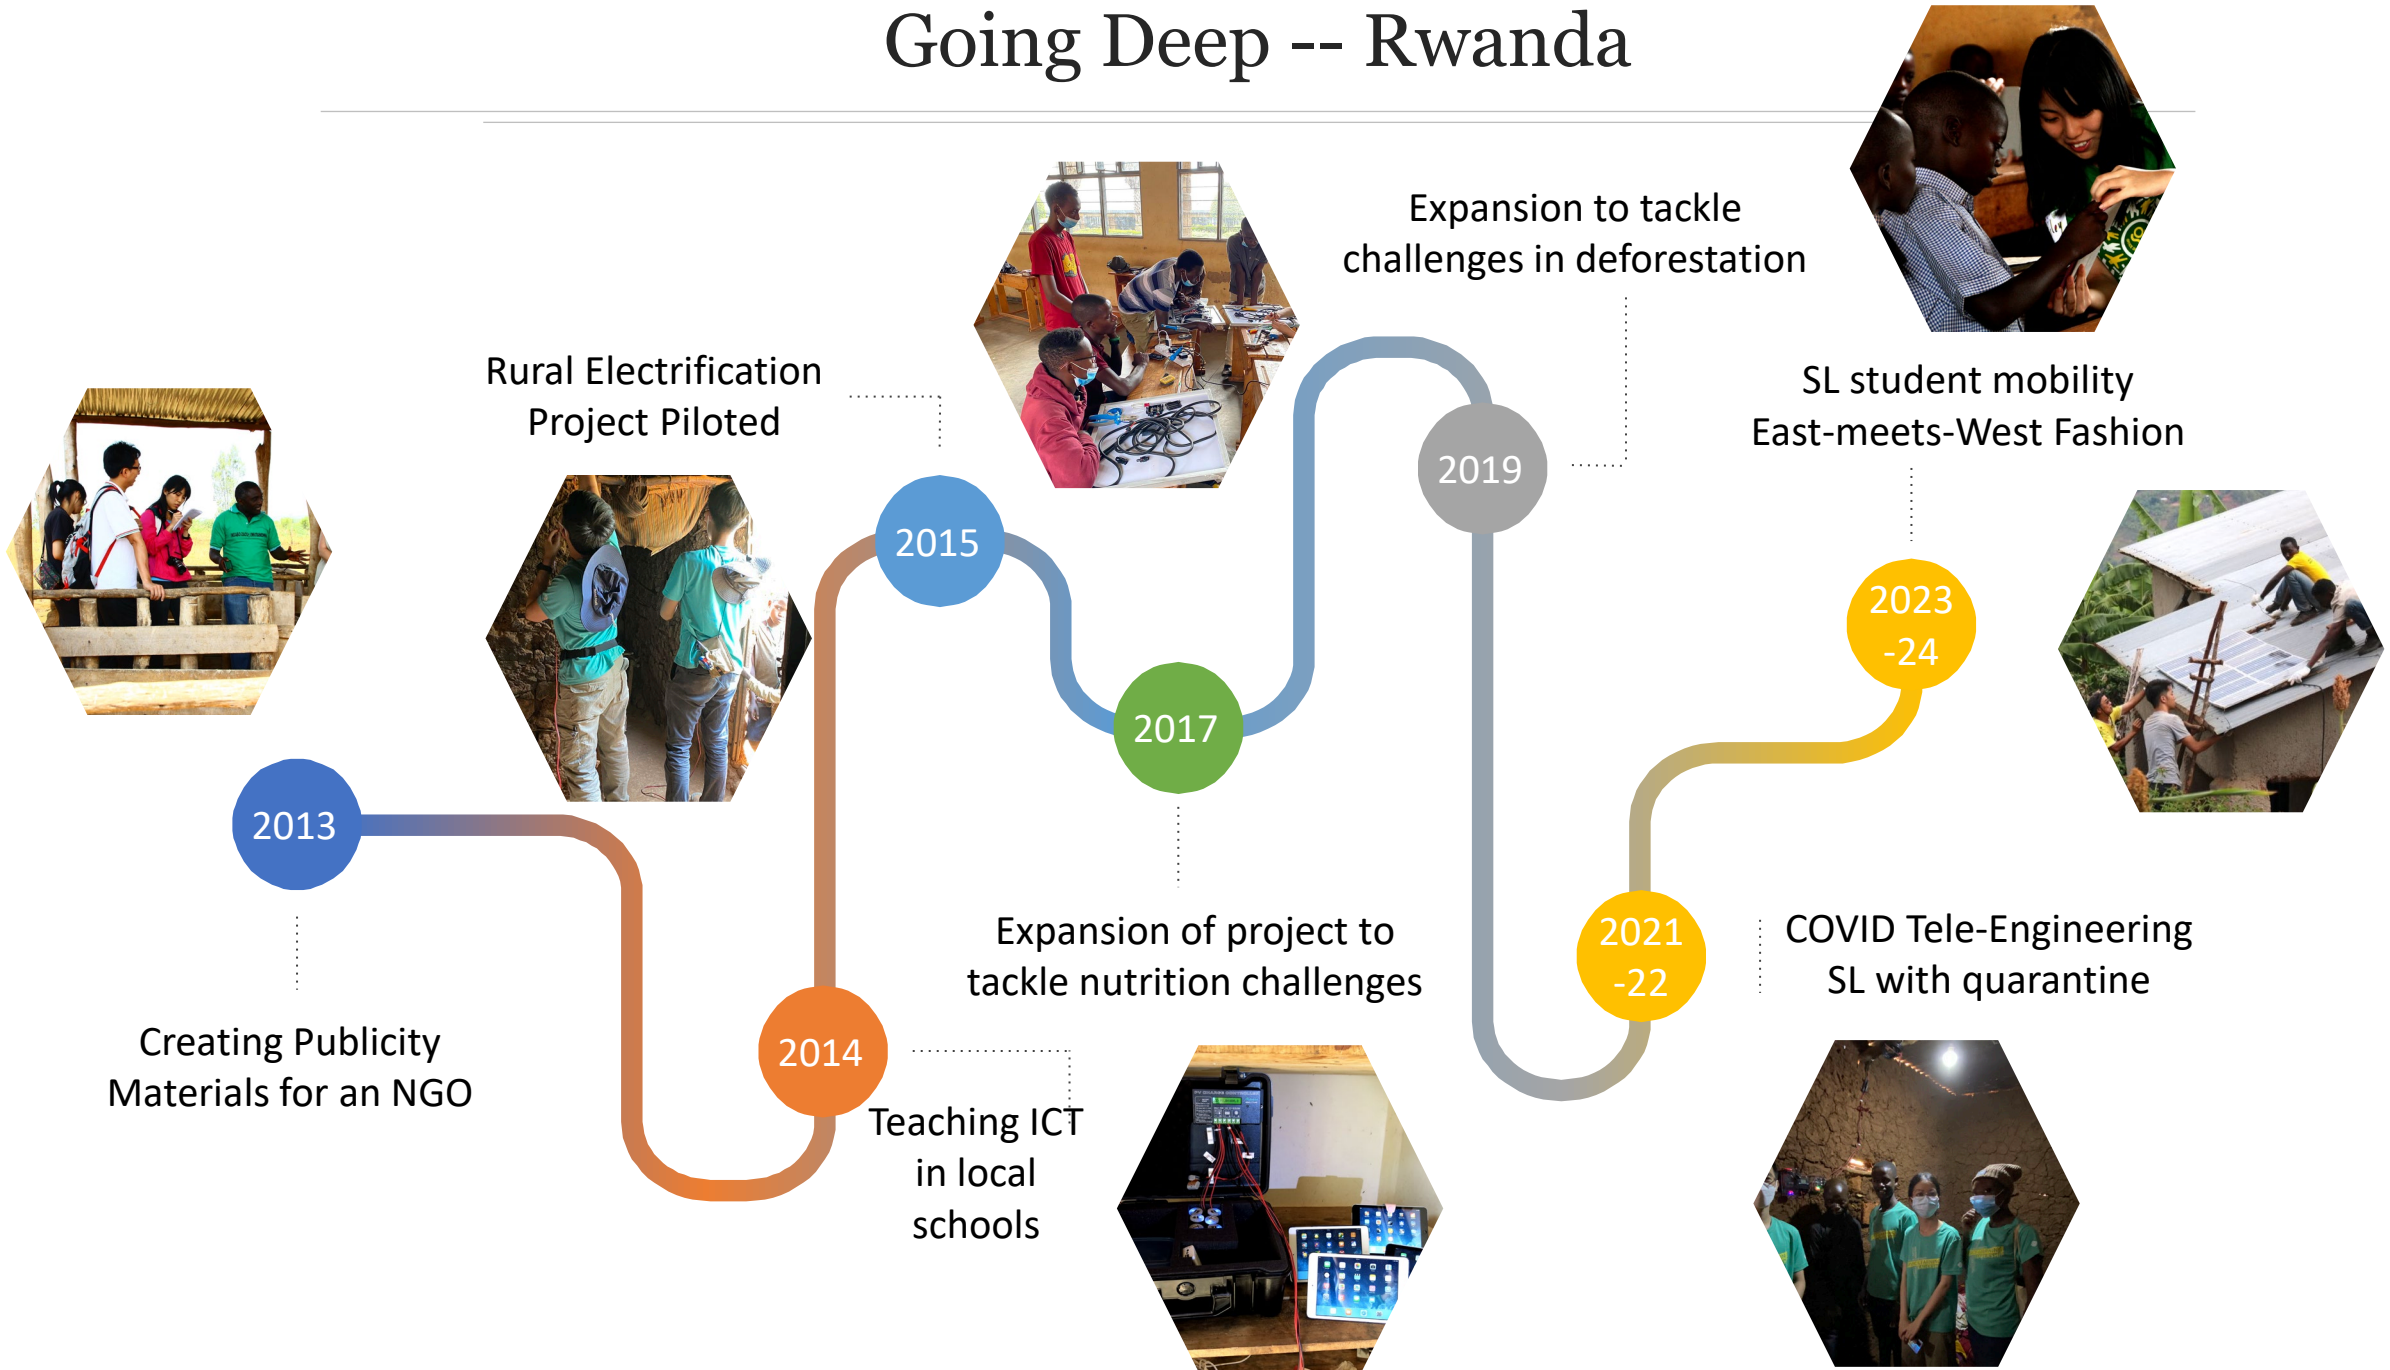 Going Deep -- Rwanda
2013
Creating Publicity
Materials for an NGO
2014
Teaching ICT
in local
schools
Rural Electrification
Project Piloted
2015
2017
Expansion of project to
tackle nutrition challenges
Expansion to tackle
challenges in deforestation
2019
2021
-22
COVID Tele-Engineering
SL with quarantine
SL student mobility
East-meets-West Fashion
2023
-24